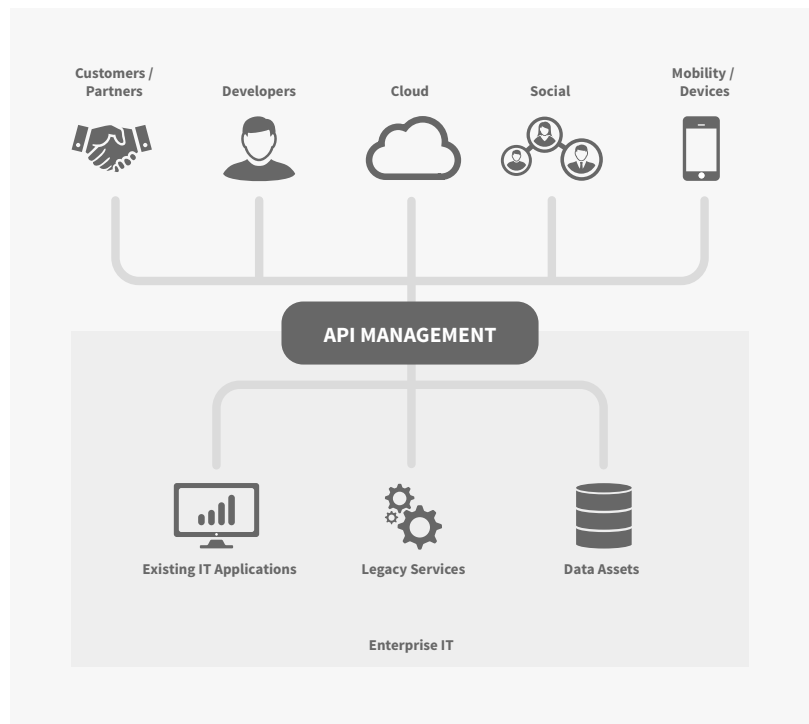 Customers /
Partners
Developers
Cloud
Social
Mobility /
Devices
API MANAGEMENT
Existing IT Applications
Legacy Services
Data Assets
Enterprise IT